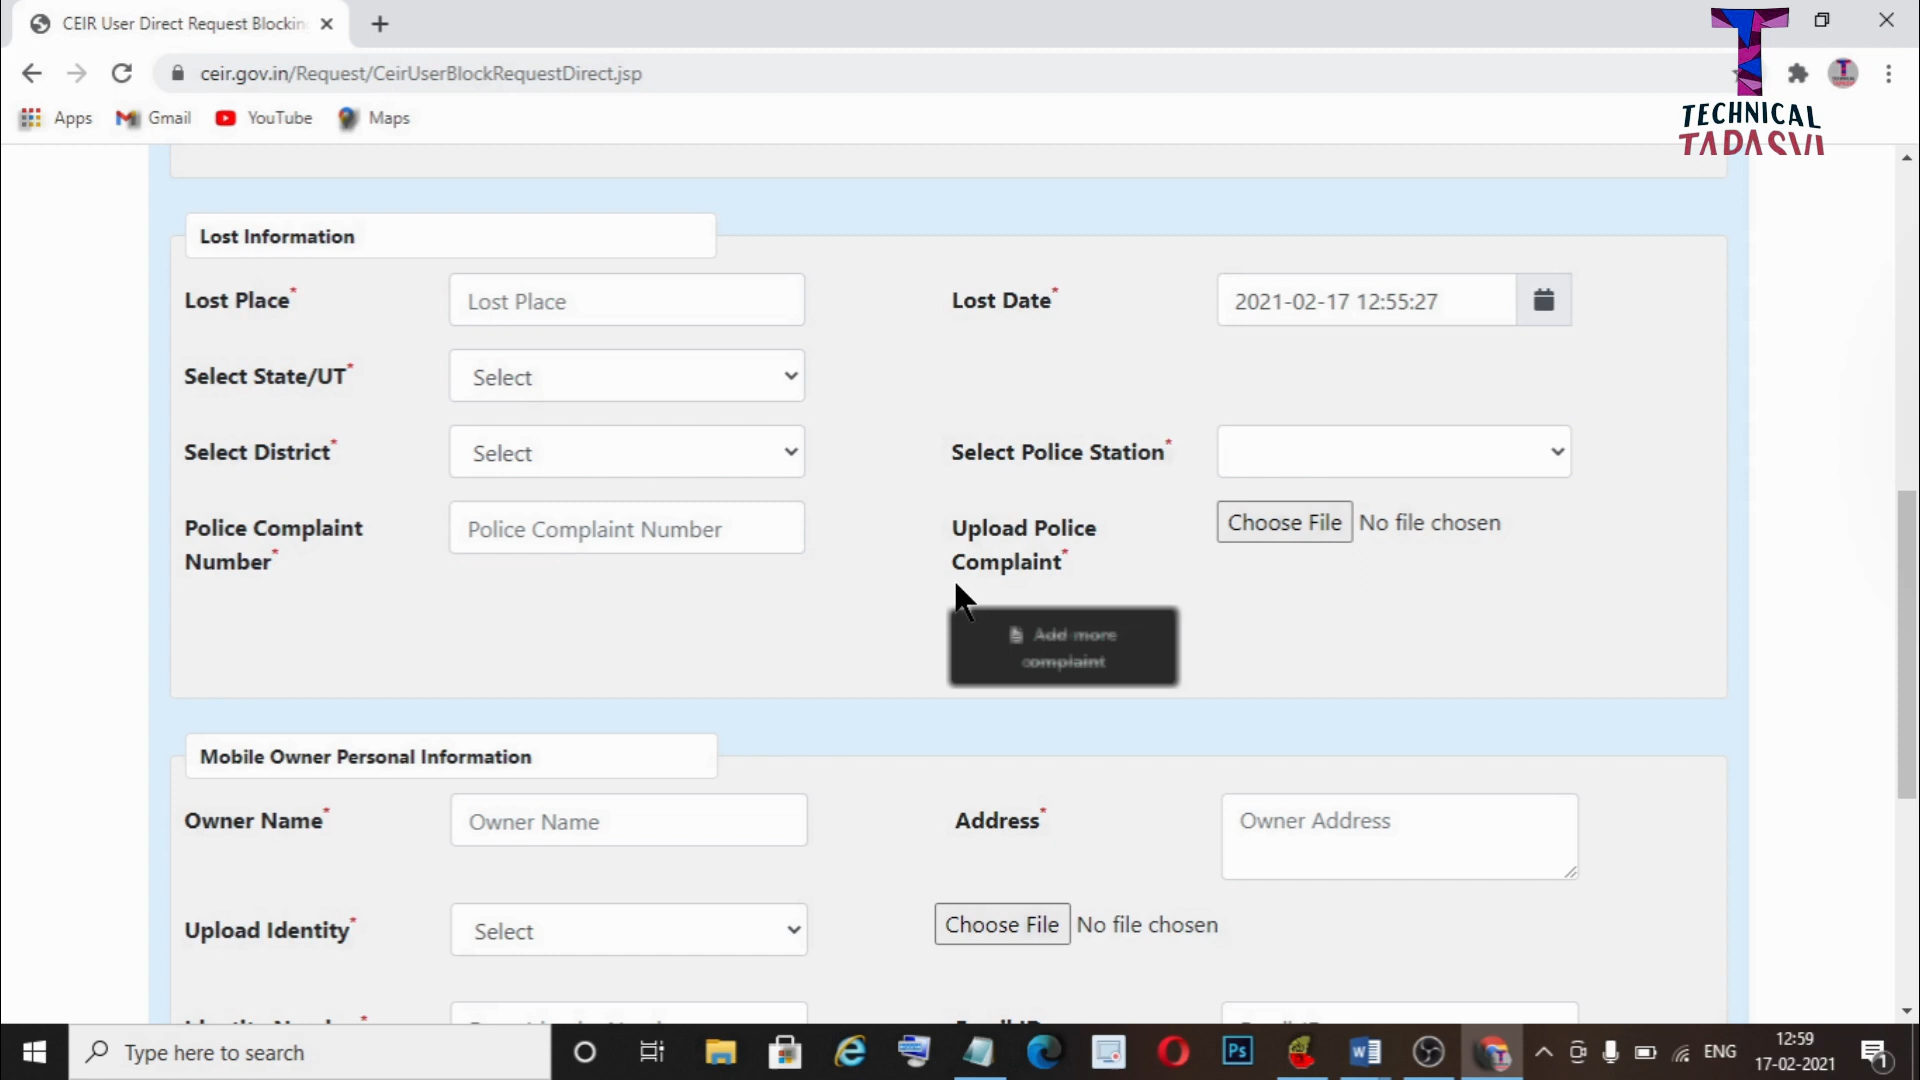 CEIR User Direct Request Blockin
ceir.gov.in/Request/CeirUserBlockRequestDirect.jsp
Apps Gmail YouTube Maps
TECHNICAL
Lost Information
Lost Place* Lost Place Lost Date* 2021-02-17 12:55:27
Select State/UT* Select
Select District* Select Select Police Station*
Police Complaint Number* Police Complaint Number Upload Police Complaint* Choose File No file chosen
Add more
complaint
Mobile Owner Personal Information
Owner Name* Owner Name Address* Owner Address
Upload Identity* Select Choose File No file chosen
Type here to search Ps ENG 12:59
17-02-2021
1